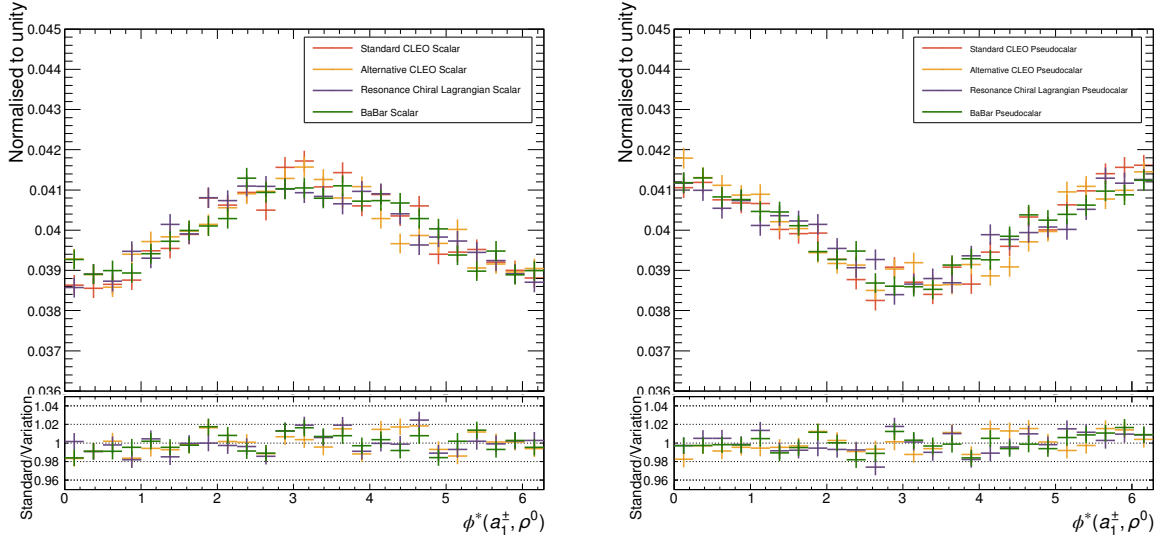 Normalised to unity
0.045
0.044
0.043
0.042
0.041
0.04
0.039
0.038
0.037
0.036
Standard CLEO Scalar
Alternative CLEO Scalar
Resonance Chiral Lagrangian Scalar
BaBar Scalar
Standard/Variation
1.04
1.02
1
0.98
0.96
0 1 2 3 4 5 6
ϕ*(a₁±, ρ⁰)
Normalised to unity
0.045
0.044
0.043
0.042
0.041
0.04
0.039
0.038
0.037
0.036
Standard CLEO Pseudocalar
Alternative CLEO Pseudocalar
Resonance Chiral Lagrangian Pseudocalar
BaBar Pseudocalar
Standard/Variation
1.04
1.02
1
0.98
0.96
0 1 2 3 4 5 6
ϕ*(a₁±, ρ⁰)